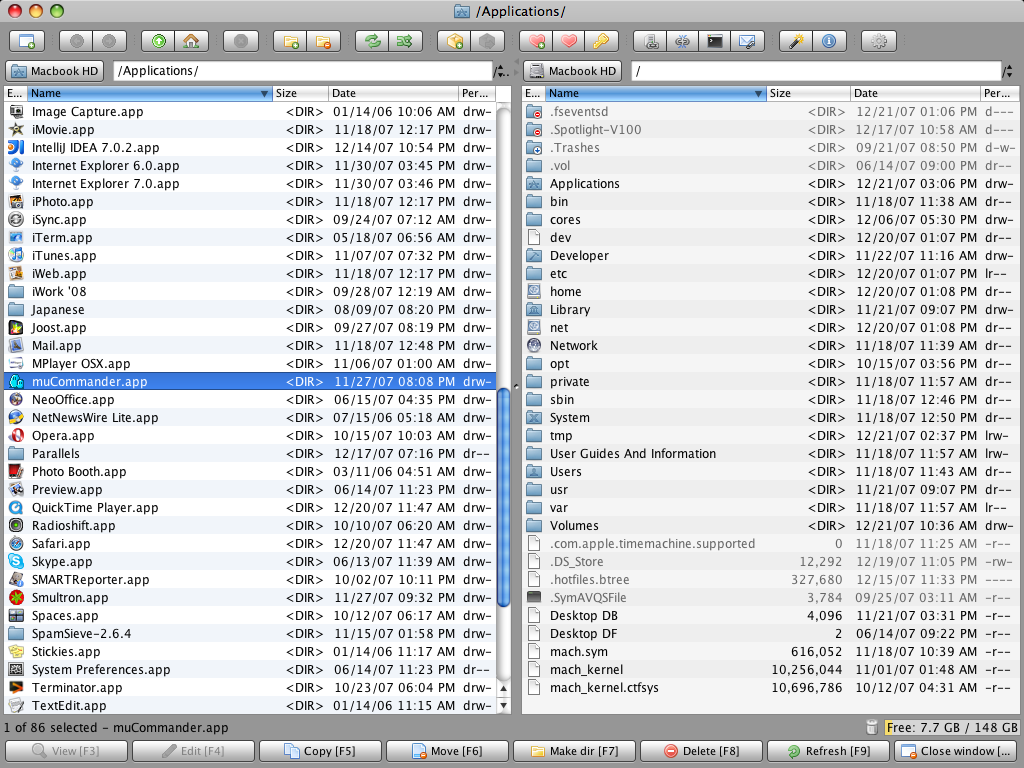 /Applications/
Macbook HD /Applications/ /
Macbook HD / /
E... Name Size Date Per...
Image Capture.app <DIR> 01/14/06 10:06 AM drw-
iMovie.app <DIR> 11/18/07 12:17 PM drw-
IntelliJ IDEA 7.0.2.app <DIR> 12/14/07 10:54 PM drw-
Internet Explorer 6.0.app <DIR> 11/30/07 03:45 PM drw-
Internet Explorer 7.0.app <DIR> 11/30/07 03:46 PM drw-
iPhoto.app <DIR> 11/18/07 12:17 PM drw-
iSync.app <DIR> 09/24/07 07:12 AM drw-
iTerm.app <DIR> 05/18/07 06:56 AM drw-
iTunes.app <DIR> 11/07/07 07:32 PM drw-
iWeb.app <DIR> 11/18/07 12:17 PM drw-
iWork '08 <DIR> 09/28/07 12:19 AM drw-
Japanese <DIR> 08/09/07 08:20 PM drw-
Joost.app <DIR> 09/27/07 08:19 PM drw-
Mail.app <DIR> 11/18/07 12:48 PM drw-
MPlayer OSX.app <DIR> 11/06/07 01:00 AM drw-
muCommander.app <DIR> 11/27/07 08:08 PM drw-
NeoOffice.app <DIR> 06/15/07 04:35 PM drw-
NetNewsWire Lite.app <DIR> 07/15/06 05:18 AM drw-
Opera.app <DIR> 10/15/07 10:03 AM drw-
Parallels <DIR> 12/17/07 07:16 PM dr--
Photo Booth.app <DIR> 03/11/06 04:51 AM drw-
Preview.app <DIR> 06/14/07 11:23 PM drw-
QuickTime Player.app <DIR> 12/20/07 11:47 AM drw-
Radioshift.app <DIR> 10/10/07 06:20 AM drw-
Safari.app <DIR> 12/20/07 11:47 AM drw-
Skype.app <DIR> 06/13/07 11:39 AM drw-
SMARTReporter.app <DIR> 10/02/07 10:11 PM drw-
Smultron.app <DIR> 11/27/07 09:32 PM drw-
Spaces.app <DIR> 10/12/07 06:17 AM drw-
SpamSieve-2.6.4 <DIR> 11/15/07 01:58 PM drw-
Stickies.app <DIR> 01/14/06 11:17 AM drw-
System Preferences.app <DIR> 06/14/07 11:23 PM dr--
Terminator.app <DIR> 10/23/07 06:04 PM drw-
TextEdit.app <DIR> 01/14/06 11:15 AM drw-
E... Name Size Date Per...
.fseventsd <DIR> 12/21/07 01:06 PM d---
.Spotlight-V100 <DIR> 12/17/07 10:58 AM d---
.Trashes <DIR> 09/21/07 08:50 PM d-w-
.vol <DIR> 06/14/07 09:00 PM dr--
Applications <DIR> 12/21/07 03:06 PM drw-
bin <DIR> 11/18/07 11:38 AM dr--
cores <DIR> 12/06/07 05:30 PM drw-
dev <DIR> 12/20/07 01:07 PM dr--
Developer <DIR> 11/22/07 11:16 AM drw-
etc <DIR> 12/20/07 01:07 PM lr--
home <DIR> 12/20/07 01:08 PM dr--
Library <DIR> 11/21/07 09:07 PM drw-
net <DIR> 12/20/07 01:08 PM dr--
Network <DIR> 11/18/07 11:39 AM dr--
opt <DIR> 10/15/07 03:56 PM dr--
private <DIR> 11/18/07 11:57 AM dr--
sbin <DIR> 11/18/07 12:46 PM dr--
System <DIR> 11/18/07 12:50 PM dr--
tmp <DIR> 12/21/07 02:37 PM lrw-
User Guides And Information <DIR> 11/18/07 11:57 AM lrw-
Users <DIR> 11/18/07 11:43 AM dr--
usr <DIR> 11/21/07 09:07 PM dr--
var <DIR> 11/18/07 11:57 AM lr--
Volumes <DIR> 12/21/07 10:36 AM drw-
.com.apple.timemachine.supported 0 11/18/07 11:25 AM -r--
.DS_Store 12,292 12/19/07 11:05 PM -rw-
.hotfiles.btree 327,680 12/15/07 11:33 PM ----
.SymAVQSFile 3,784 09/25/07 03:11 AM -r--
Desktop DB 4,096 11/21/07 03:31 PM -r--
Desktop DF 2 06/14/07 09:22 PM -r--
mach.sym 616,052 11/18/07 10:39 AM -r--
mach_kernel 10,256,044 11/01/07 01:48 AM -r--
mach_kernel.ctfsys 10,696,786 10/12/07 04:31 AM -r--
1 of 86 selected - muCommander.app
Free: 7.7 GB / 148 GB
View [F3] Edit [F4] Copy [F5] Move [F6] Make dir [F7] Delete [F8] Refresh [F9] Close window [...